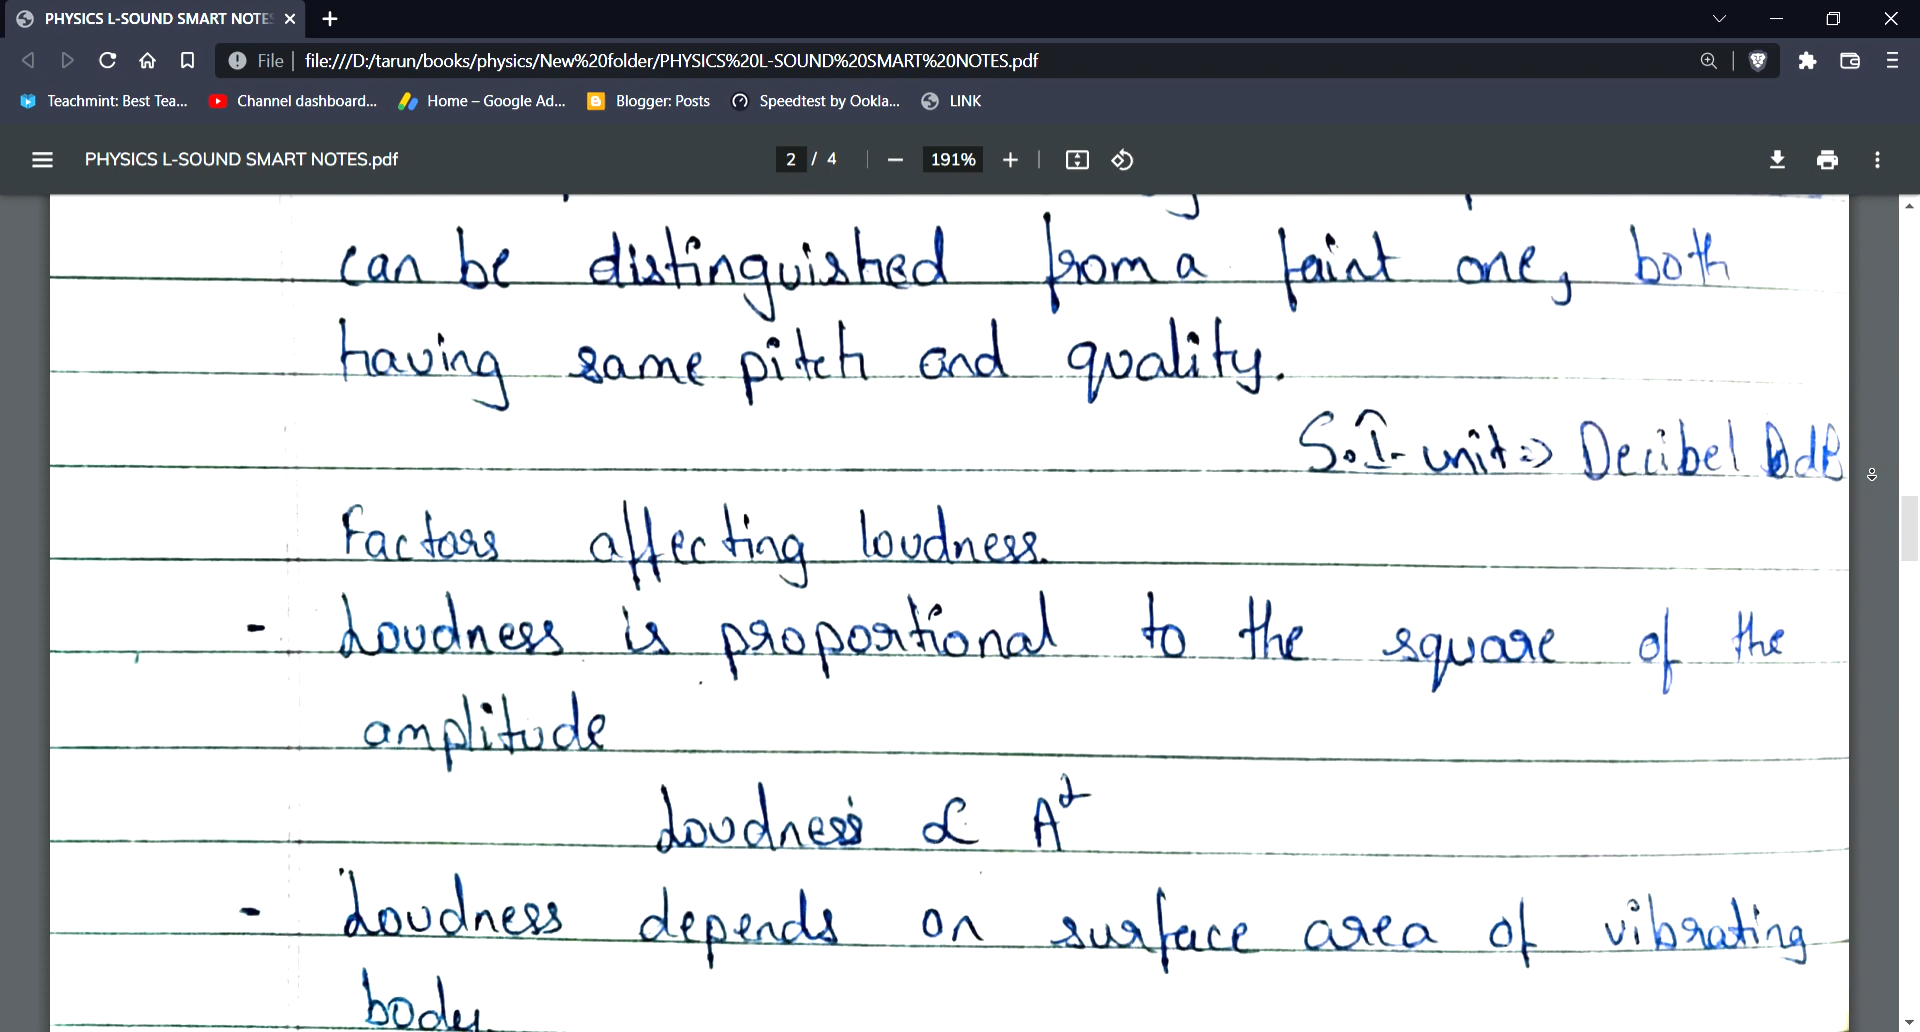 PHYSICS L-SOUND SMART NOTES
File file:///D:/tarun/books/physics/New%20folder/PHYSICS%20L-SOUND%20SMART%20NOTES.pdf
Teachmint: Best Tea... Channel dashboard... Home – Google Ad... Blogger: Posts Speedtest by Ookla... LINK
PHYSICS L-SOUND SMART NOTES.pdf 2 / 4 191%
can be distinguished from a faint one, both
having same pitch and quality.
S.I. unit => Decibel dB
Factors affecting loudness.
- Loudness is proportional to the square of the
amplitude
Loudness ∝ A²
- Loudness depends on surface area of vibrating
body